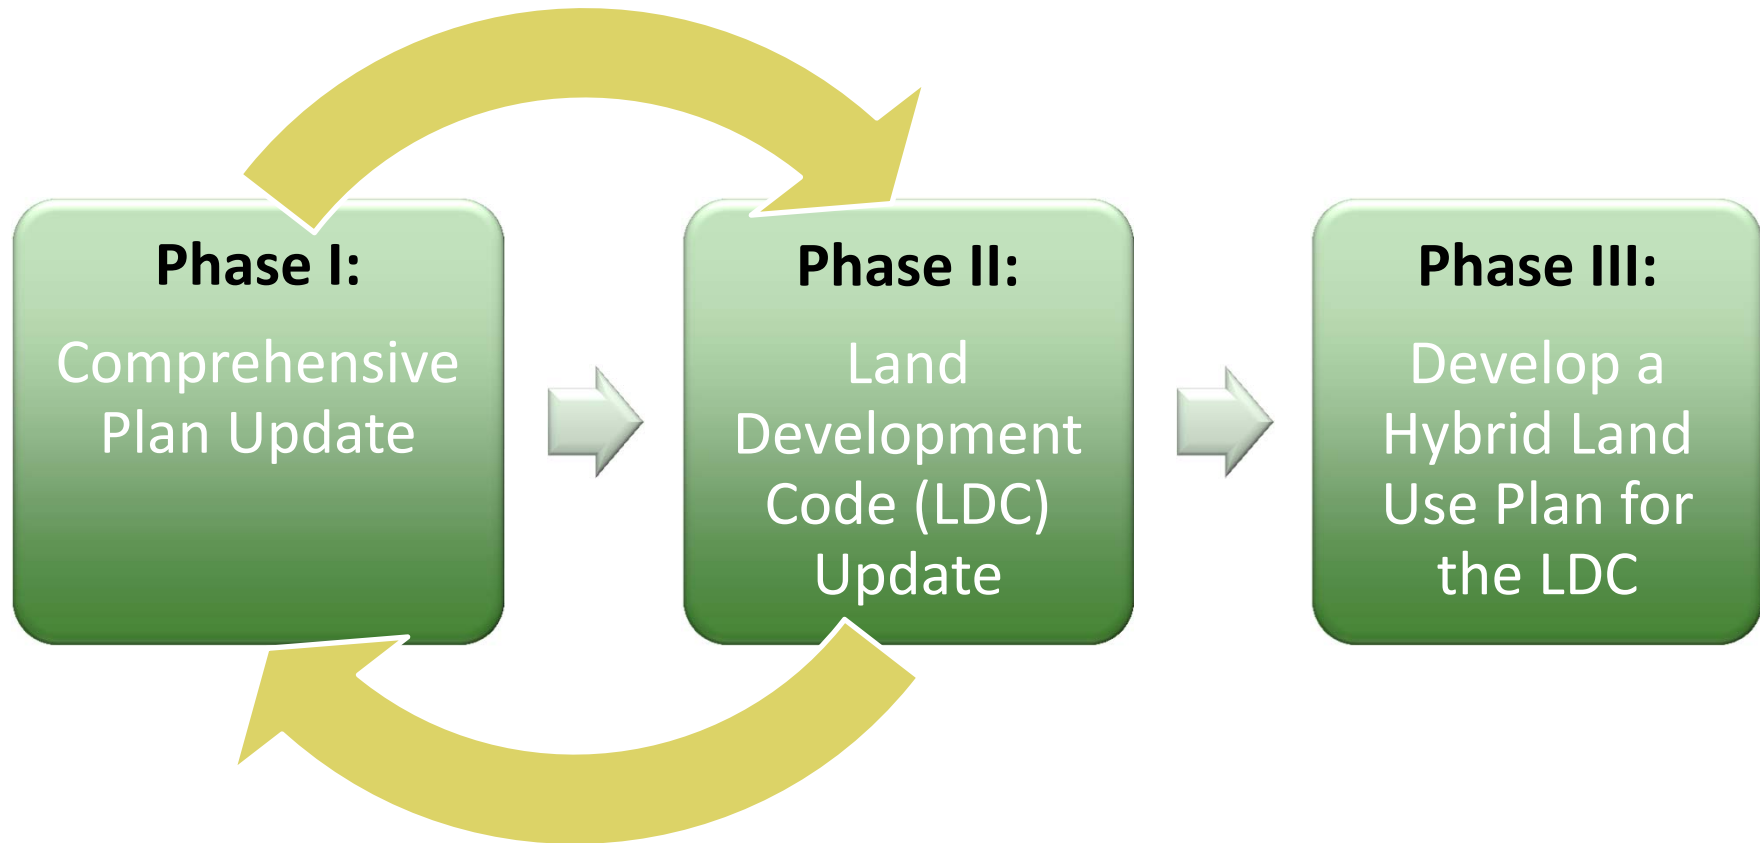 Phase I:
Comprehensive
Plan Update
Phase II:
Land
Development
Code (LDC)
Update
Phase III:
Develop a
Hybrid Land
Use Plan for
the LDC